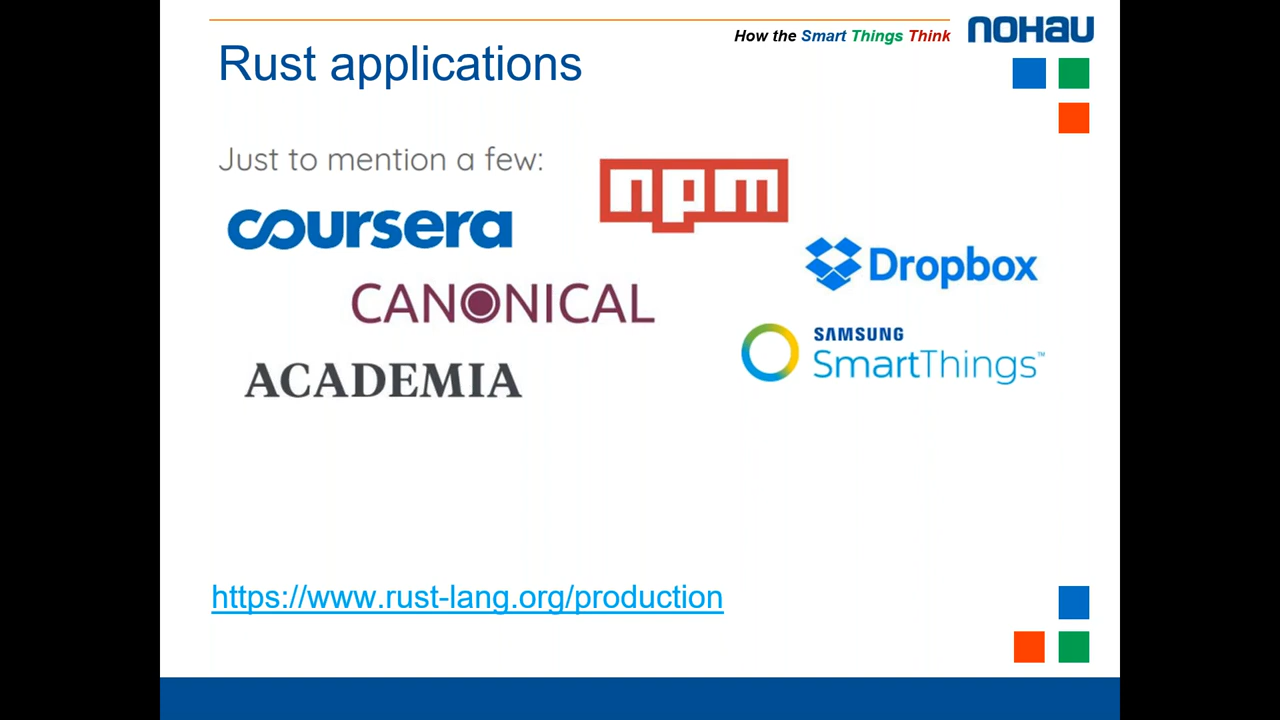 How the Smart Things Think
NOHAU
Rust applications
Just to mention a few:
npm
coursera
Dropbox
CANONICAL
SAMSUNG
SmartThings™
ACADEMIA
https://www.rust-lang.org/production